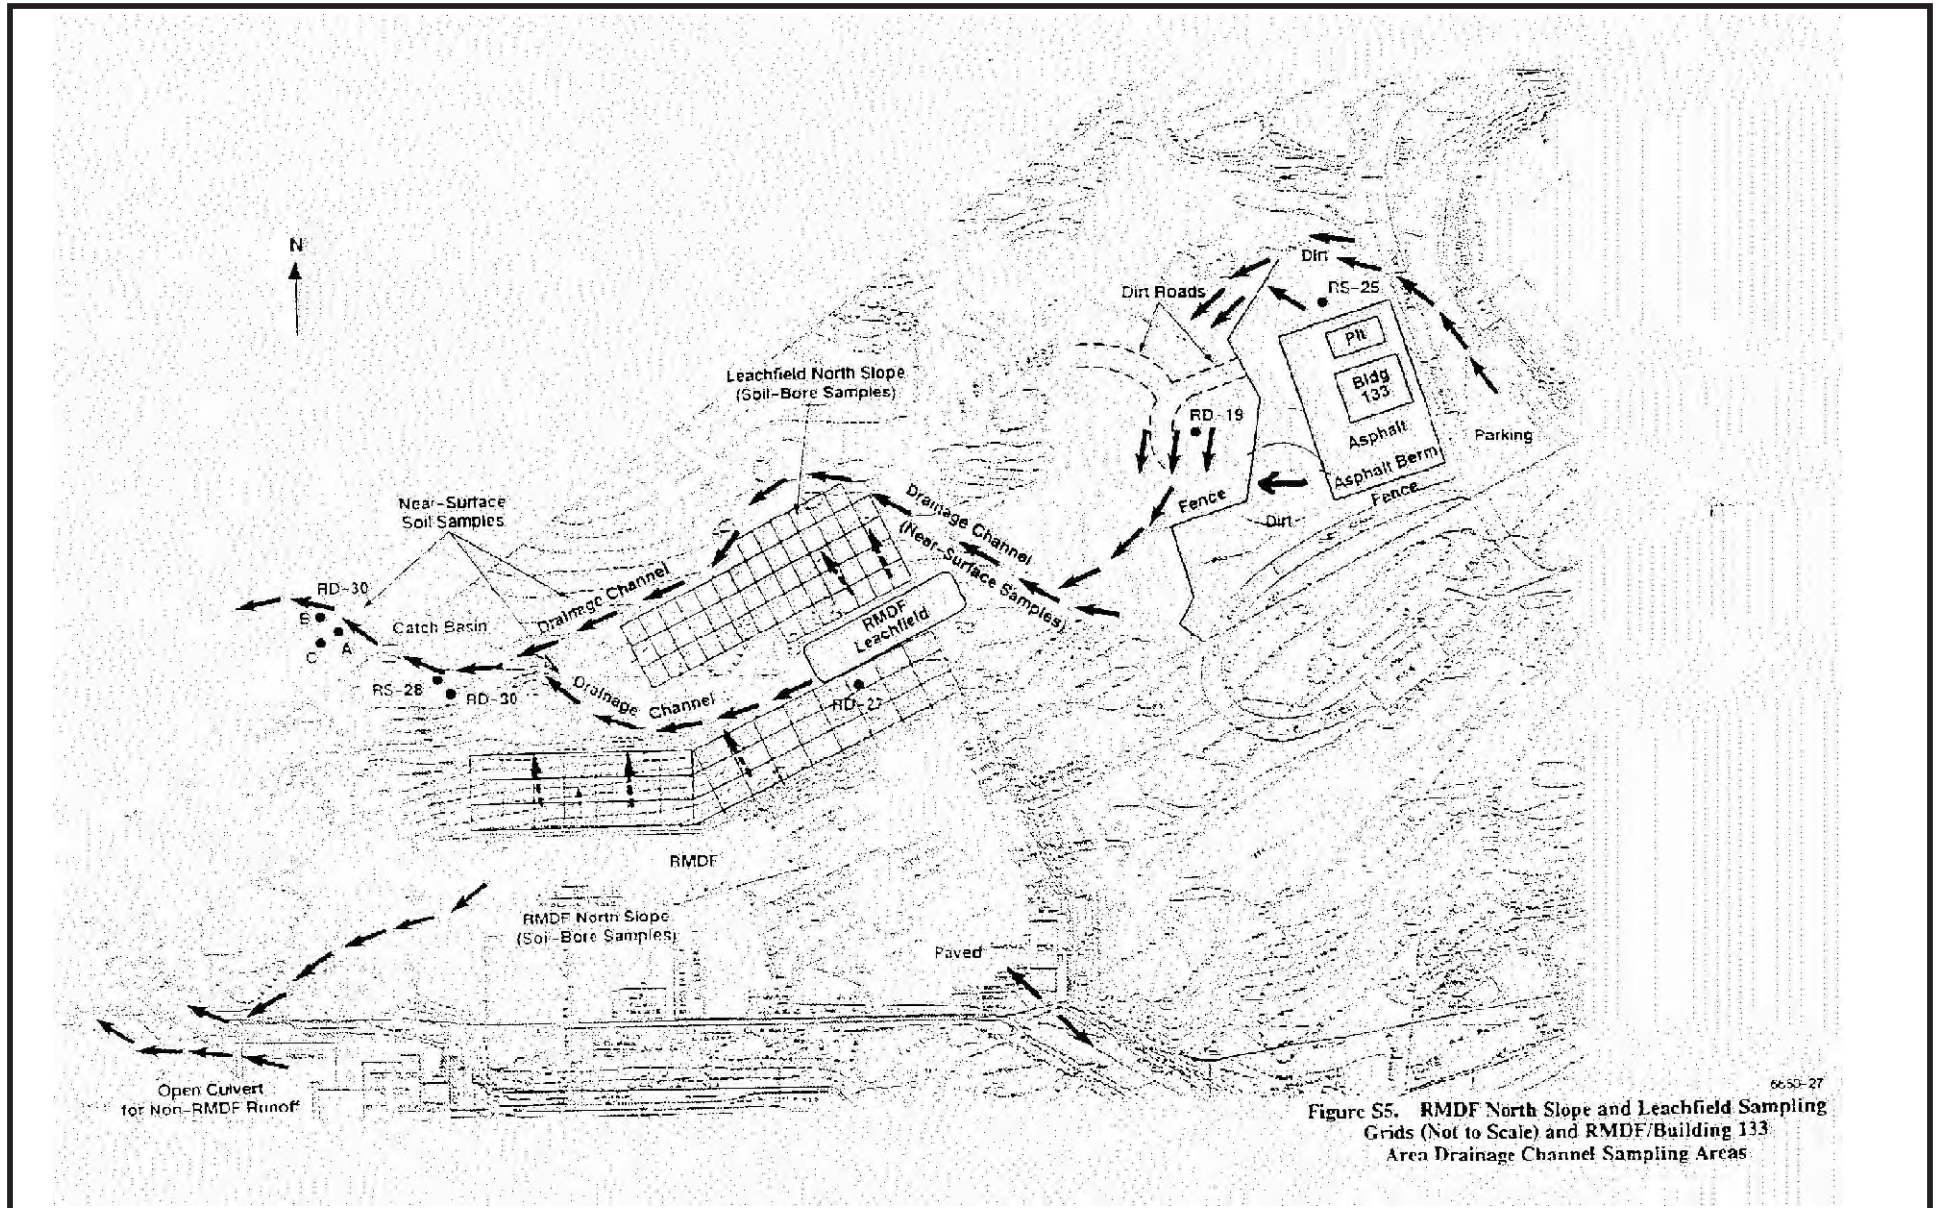 N
Dirt
Dirt Roads
RS-25
Pit
Bldg
133
Leachfield North Slope
(Soil-Bore Samples)
RD-19
Asphalt
Parking
Asphalt Berm
Fence
Fence
Dirt
Near-Surface
Soil Samples
Drainage Channel
(Near-Surface Samples)
Drainage Channel
RD-30
B
A
C
Catch Basin
RMDF
Leachfield
RS-28
RD-30
Drainage Channel
RD-27
RMDF
RMDF North Slope
(Soil-Bore Samples)
Paved
Open Culvert
for Non-RMDF Runoff
6650-27
Figure S5. RMDF North Slope and Leachfield Sampling
Grids (Not to Scale) and RMDF/Building 133
Area Drainage Channel Sampling Areas